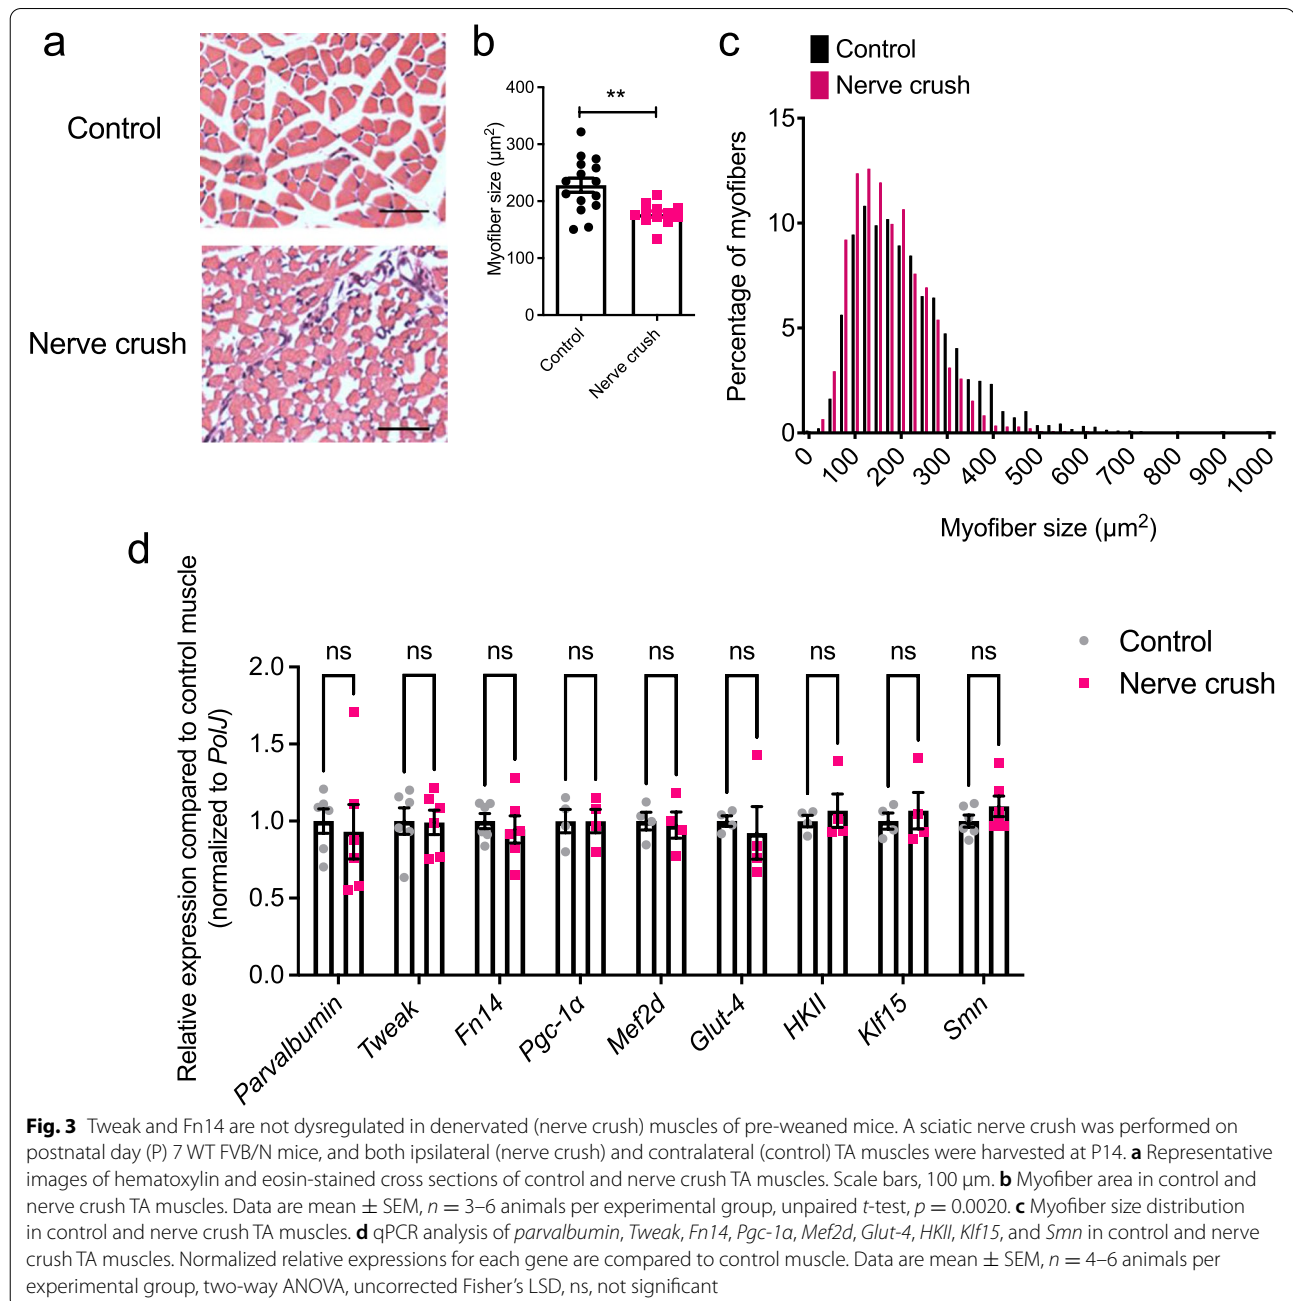 a
Control
Nerve crush
b
**
Myofiber size (μm²)
400
300
200
100
0
Control
Nerve crush
c
Control
Nerve crush
Percentage of myofibers
15
10
5
0
0
100
200
300
400
500
600
700
800
900
1000
Myofiber size (μm²)
d
Relative expression compared to control muscle
(normalized to PolJ)
Control
Nerve crush
ns ns ns ns ns ns ns ns ns
2.0
1.5
1.0
0.5
0.0
Parvalbumin
Tweak
Fn14
Pgc-1α
Mef2d
Glut-4
HKII
Klf15
Smn
Fig. 3 Tweak and Fn14 are not dysregulated in denervated (nerve crush) muscles of pre-weaned mice. A sciatic nerve crush was performed on
postnatal day (P) 7 WT FVB/N mice, and both ipsilateral (nerve crush) and contralateral (control) TA muscles were harvested at P14. a Representative
images of hematoxylin and eosin-stained cross sections of control and nerve crush TA muscles. Scale bars, 100 μm. b Myofiber area in control and
nerve crush TA muscles. Data are mean ± SEM, n = 3–6 animals per experimental group, unpaired t-test, p = 0.0020. c Myofiber size distribution
in control and nerve crush TA muscles. d qPCR analysis of parvalbumin, Tweak, Fn14, Pgc-1α, Mef2d, Glut-4, HKII, Klf15, and Smn in control and nerve
crush TA muscles. Normalized relative expressions for each gene are compared to control muscle. Data are mean ± SEM, n = 4–6 animals per
experimental group, two-way ANOVA, uncorrected Fisher's LSD, ns, not significant